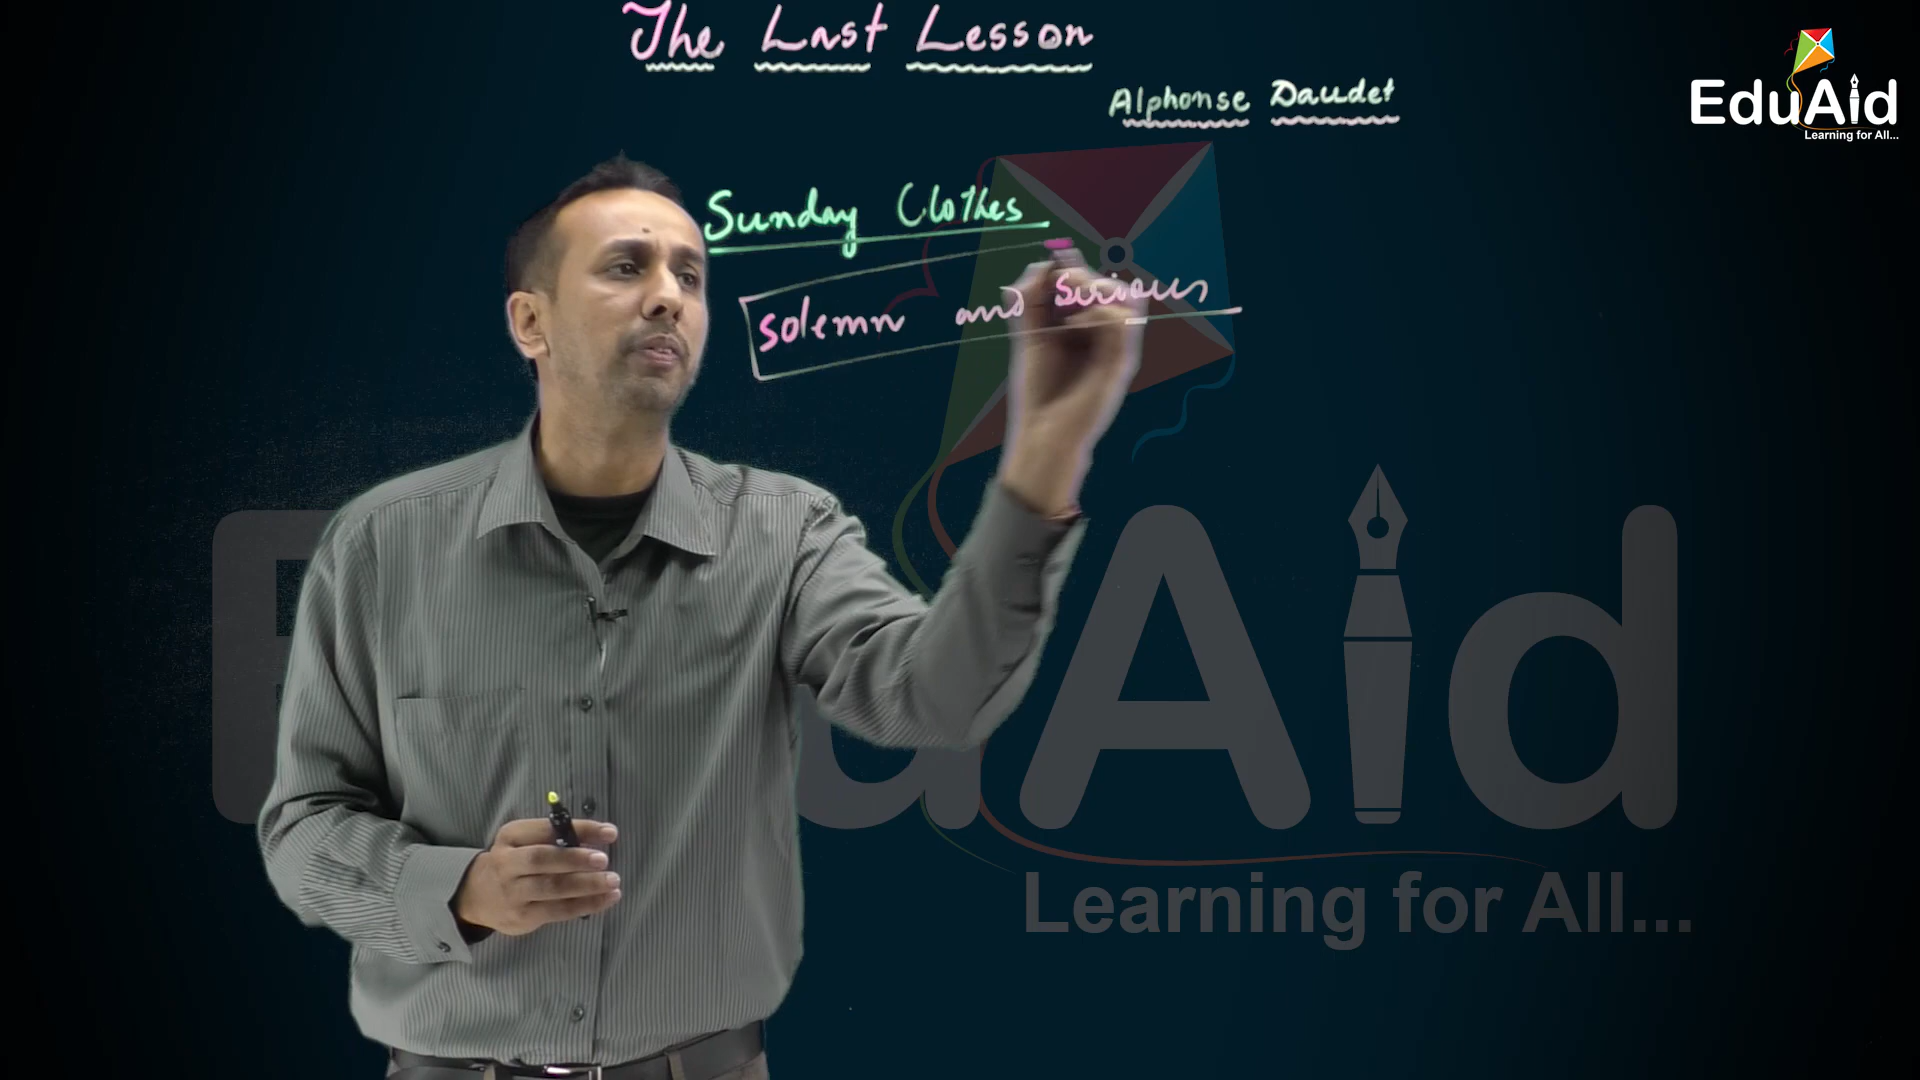 The Last Lesson
Alphonse Daudet
EduAid
Learning for All...
Sunday Clothes
solemn and Serious
EduAid
Learning for All...